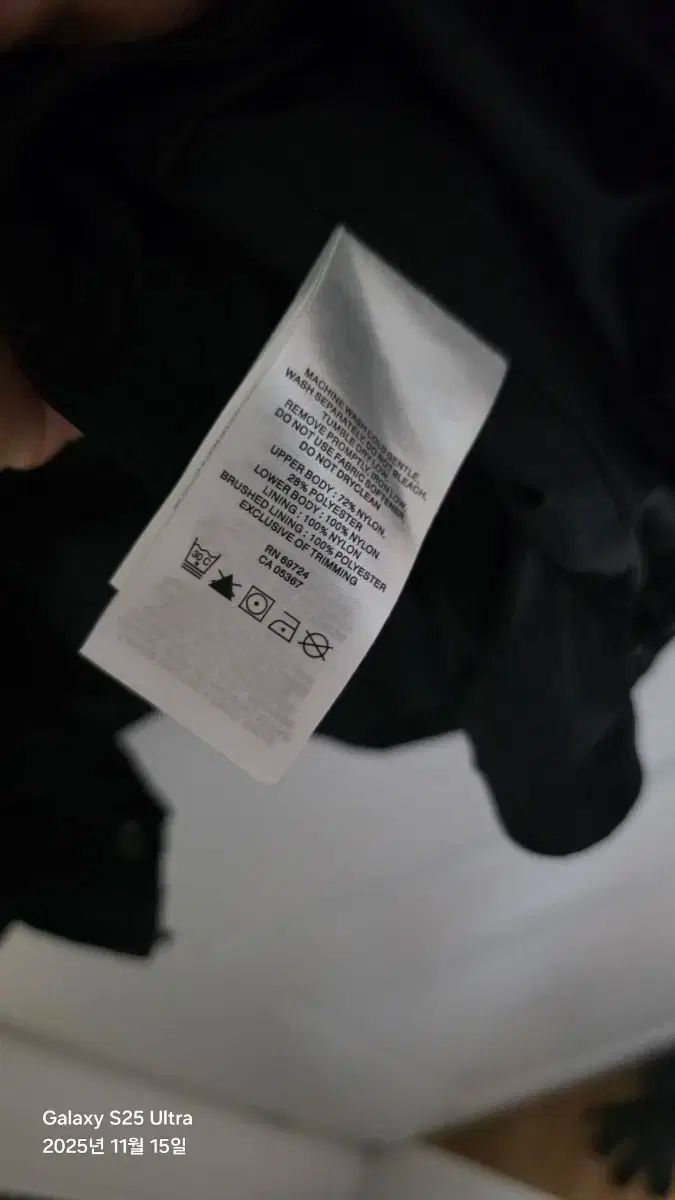 MACHINE WASH COLD GENTLE.
WASH SEPARATELY. DO NOT BLEACH.
TUMBLE DRY LOW.
REMOVE PROMPTLY. IRON LOW.
DO NOT USE FABRIC SOFTENER.
DO NOT DRYCLEAN
UPPER BODY : 72% NYLON,
28% POLYESTER
LOWER BODY : 100% NYLON
LINING : 100% NYLON
BRUSHED LINING : 100% POLYESTER
EXCLUSIVE OF TRIMMING
RN 69724
CA 05367
30C
Galaxy S25 Ultra
2025년 11월 15일